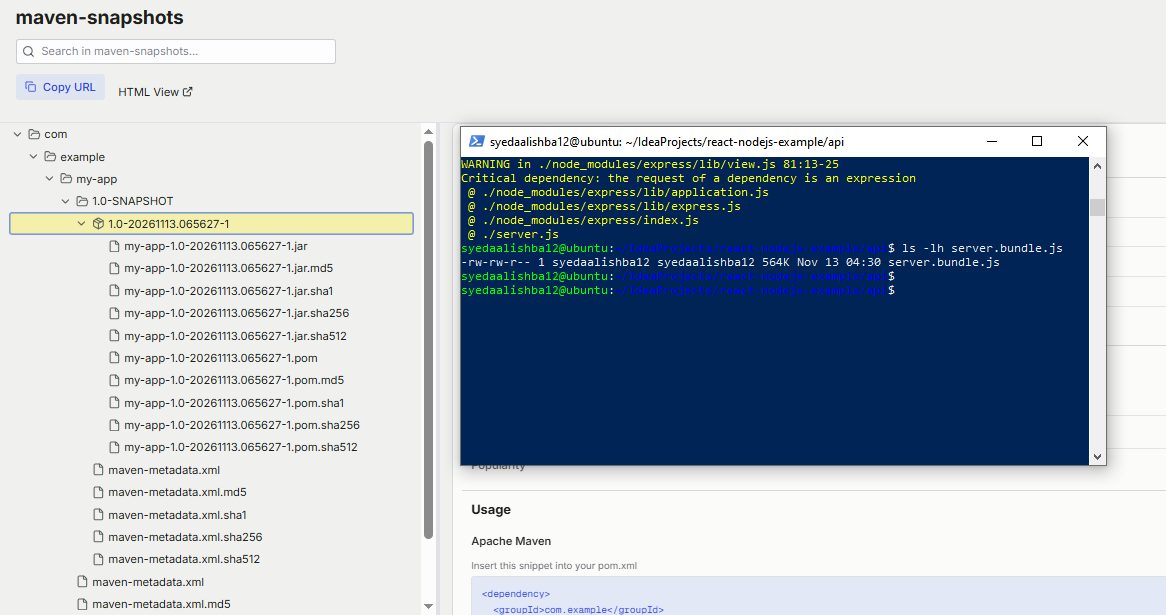 maven-snapshots
Search in maven-snapshots...
Copy URL
HTML View
com
example
my-app
1.0-SNAPSHOT
1.0-20261113.065627-1
my-app-1.0-20261113.065627-1.jar
my-app-1.0-20261113.065627-1.jar.md5
my-app-1.0-20261113.065627-1.jar.sha1
my-app-1.0-20261113.065627-1.jar.sha256
my-app-1.0-20261113.065627-1.jar.sha512
my-app-1.0-20261113.065627-1.pom
my-app-1.0-20261113.065627-1.pom.md5
my-app-1.0-20261113.065627-1.pom.sha1
my-app-1.0-20261113.065627-1.pom.sha256
my-app-1.0-20261113.065627-1.pom.sha512
maven-metadata.xml
maven-metadata.xml.md5
maven-metadata.xml.sha1
maven-metadata.xml.sha256
maven-metadata.xml.sha512
maven-metadata.xml
maven-metadata.xml.md5
syedaalishba12@ubuntu: ~/IdeaProjects/react-nodejs-example/api
WARNING in ./node_modules/express/lib/view.js 81:13-25
Critical dependency: the request of a dependency is an expression
@ ./node_modules/express/lib/application.js
@ ./node_modules/express/lib/express.js
@ ./node_modules/express/index.js
@ ./server.js
syedaalishba12@ubuntu:~/IdeaProjects/react-nodejs-example/api$ ls -lh server.bundle.js
-rw-rw-r-- 1 syedaalishba12 syedaalishba12 564K Nov 13 04:30 server.bundle.js
syedaalishba12@ubuntu:~/IdeaProjects/react-nodejs-example/api$
syedaalishba12@ubuntu:~/IdeaProjects/react-nodejs-example/api$
Popularity
Usage
Apache Maven
Insert this snippet into your pom.xml
<dependency>
<groupId>com.example</groupId>